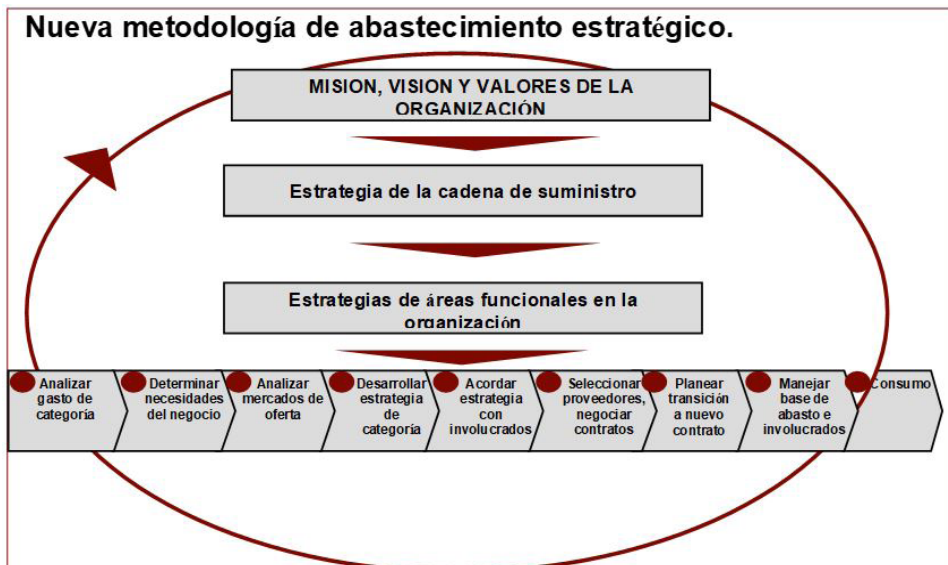 Nueva metodología de abastecimiento estratégico.
MISION, VISION Y VALORES DE LA
ORGANIZACIÓN
Estrategia de la cadena de suministro
Estrategias de áreas funcionales en la
organización
Analizar
gasto de
categoría
Determinar
necesidades
del negocio
Analizar
mercados de
oferta
Desarrollar
estrategia
de
categoría
Acordar
estrategia
con
involucrados
Seleccionar
proveedores,
negociar
contratos
Planear
transición
a nuevo
contrato
Manejar
base de
abasto e
involucrados
Consumo